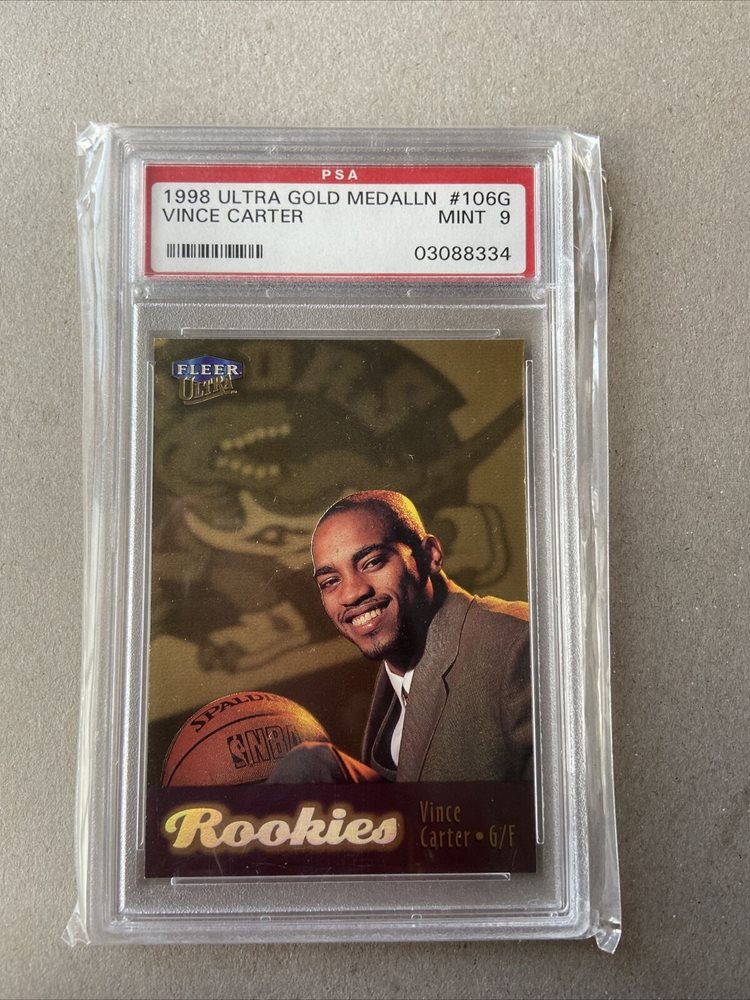 PSA
1998 ULTRA GOLD MEDALLN #106G
VINCE CARTER MINT 9
03088334
FLEER
ULTRA
SPALDING
NBA
Rookies
Vince
Carter • G/F